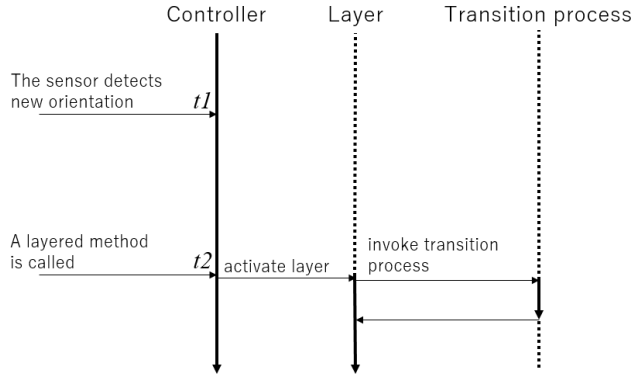 Controller
Layer
Transition process
The sensor detects
new orientation
t1
A layered method
is called
t2
activate layer
invoke transition
process